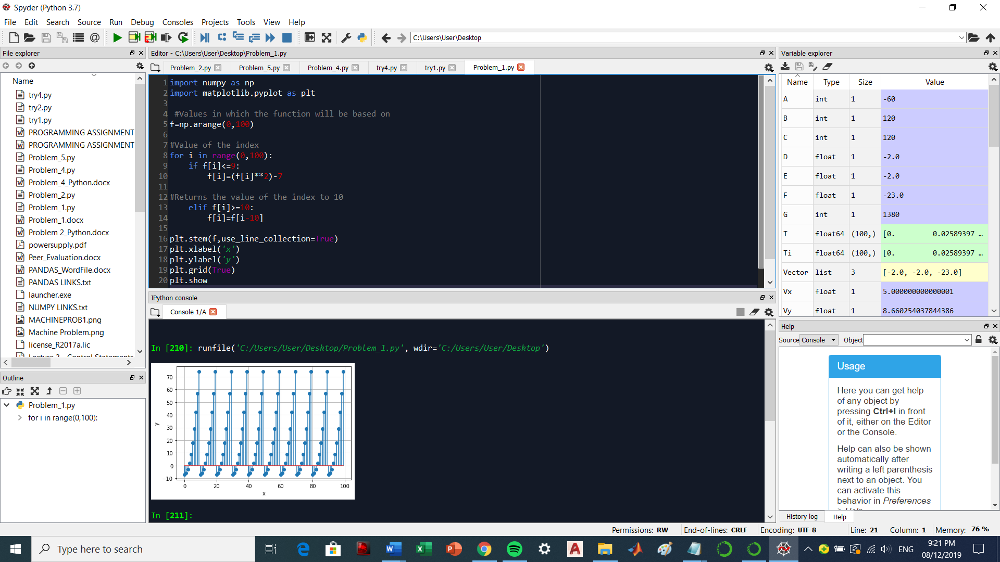 Spyder (Python 3.7)
File Edit Search Source Run Debug Consoles Projects Tools View Help
C:\Users\User\Desktop
File explorer
Name
try4.py
try2.py
try1.py
PROGRAMMING ASSIGNMENT
PROGRAMMING ASSIGNMENT
Problem_5.py
Problem_4.py
Problem_4_Python.docx
Problem_2.py
Problem_1.py
Problem_1.docx
Problem 2_Python.docx
powersupply.pdf
Peer_Evaluation.docx
PANDAS_WordFile.docx
PANDAS LINKS.txt
launcher.exe
NUMPY LINKS.txt
MACHINEPROB1.png
Machine Problem.png
license_R2017a.lic
Lecture 3 - Control Statements
Outline
Problem_1.py
for i in range(0,100):
Editor - C:\Users\User\Desktop\Problem_1.py
Problem_2.py Problem_5.py Problem_4.py try4.py try1.py Problem_1.py
1 import numpy as np
2 import matplotlib.pyplot as plt
3
4  #Values in which the function will be based on
5 f=np.arange(0,100)
6
7 #Value of the index
8 for i in range(0,100):
9     if f[i]<=9:
10         f[i]=(f[i]**2)-7
11
12 #Returns the value of the index to 10
13     elif f[i]>=10:
14         f[i]=f[i-10]
15
16 plt.stem(f,use_line_collection=True)
17 plt.xlabel('x')
18 plt.ylabel('y')
19 plt.grid(True)
20 plt.show
IPython console
Console 1/A
In [210]: runfile('C:/Users/User/Desktop/Problem_1.py', wdir='C:/Users/User/Desktop')
70
60
50
40
30
20
10
0
−10
y
0 20 40 60 80 100
x
In [211]:
Variable explorer
Name Type Size Value
A int 1 -60
B int 1 120
C int 1 120
D float 1 -2.0
E float 1 -2.0
F float 1 -23.0
G int 1 1380
T float64 (100,) [0. 0.02589397 …
Ti float64 (100,) [0. 0.02589397 …
Vector list 3 [-2.0, -2.0, -23.0]
Vx float 1 5.000000000000001
Vy float 1 8.660254037844386
Help
Source Console Object
Usage
Here you can get help
of any object by
pressing Ctrl+I in front
of it, either on the Editor
or the Console.
Help can also be shown
automatically after
writing a left parenthesis
next to an object. You
can activate this
behavior in Preferences
> Help.
History log Help
Permissions: RW End-of-lines: CRLF Encoding: UTF-8 Line: 21 Column: 1 Memory: 76 %
Type here to search
ENG
9:21 PM
08/12/2019